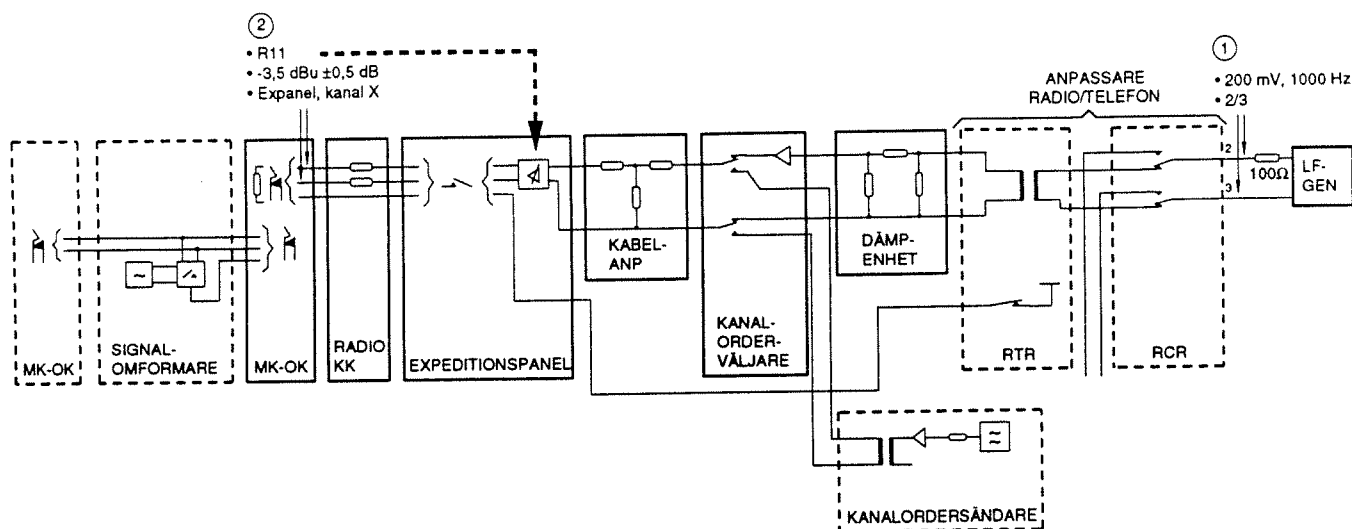 2
• R11
• -3,5 dBu ±0,5 dB
• Expanel, kanal X
1
• 200 mV, 1000 Hz
• 2/3
ANPASSARE
RADIO/TELEFON
2
100Ω
3
LF-
GEN
~
KABEL-
ANP
DÄMP-
ENHET
MK-OK
SIGNAL-
OMFORMARE
MK-OK
RADIO
KK
EXPEDITIONSPANEL
KANAL-
ORDER-
VÄLJARE
RTR
RCR
KANALORDERSÄNDARE